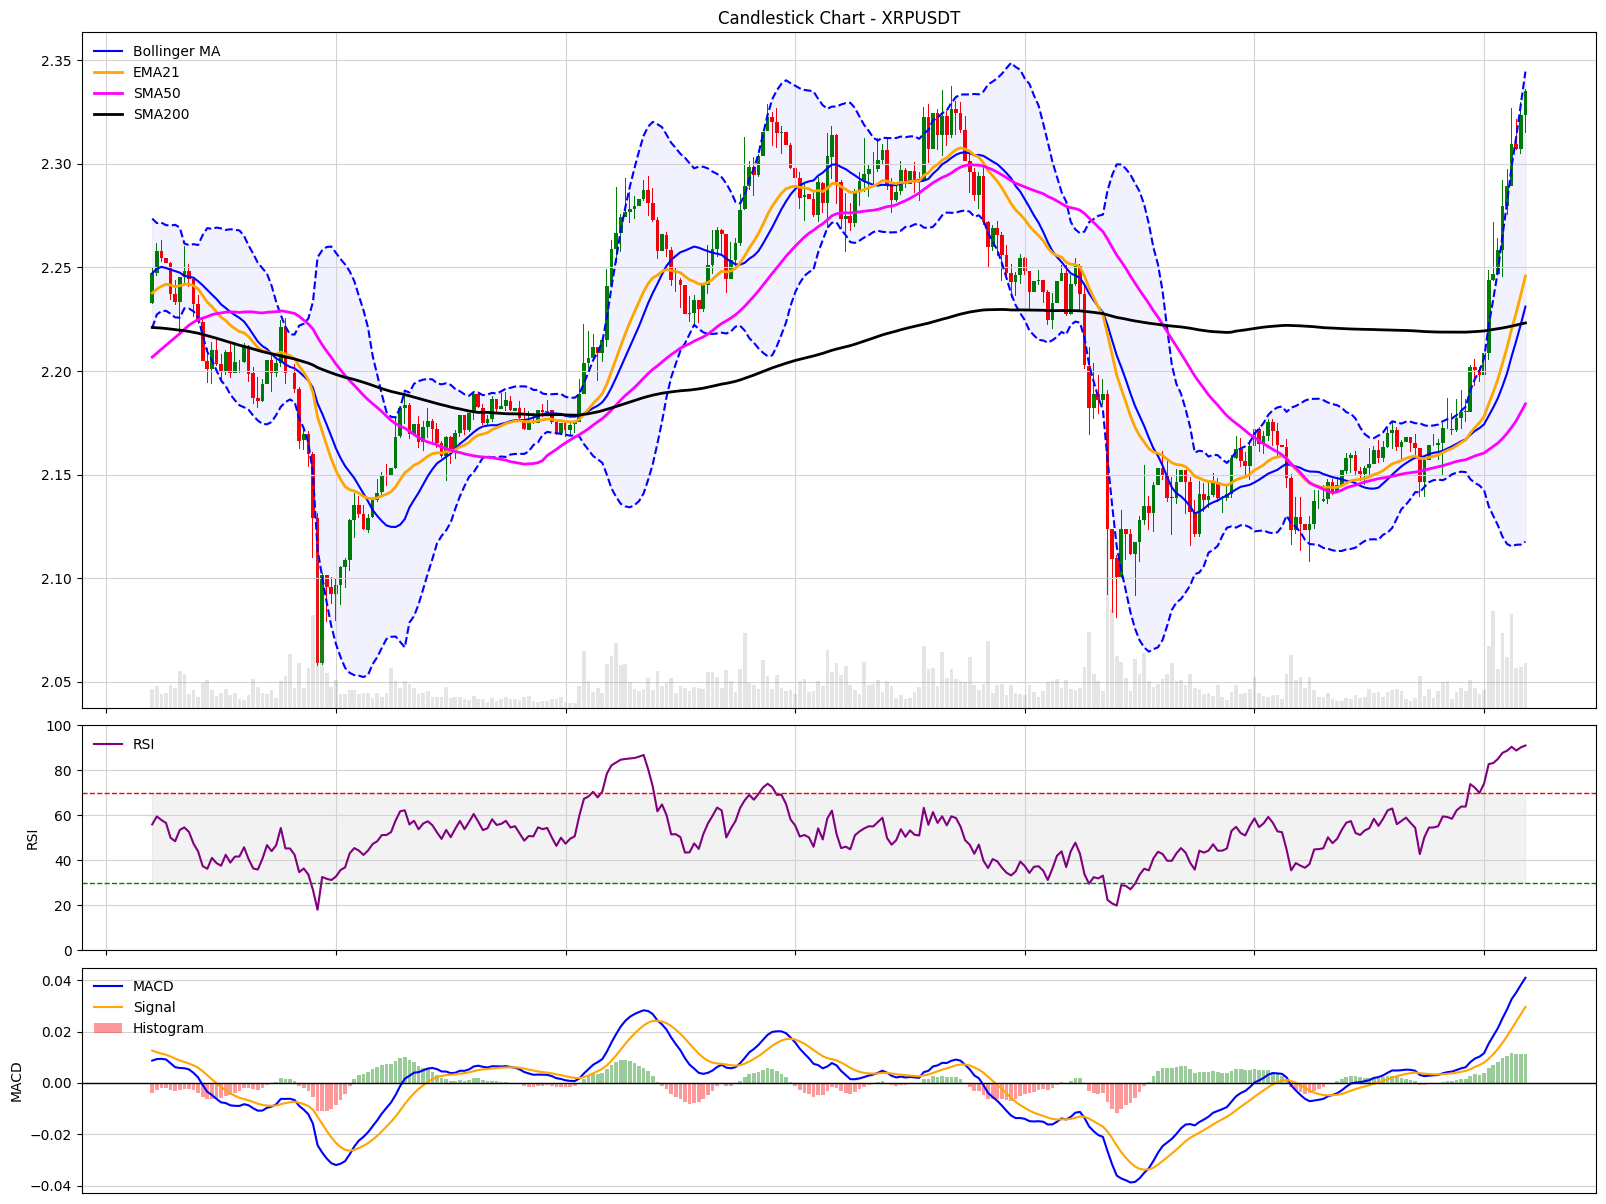 Candlestick Chart - XRPUSDT
Bollinger MA
EMA21
SMA50
SMA200
2.35
2.30
2.25
2.20
2.15
2.10
2.05
RSI
RSI
100
80
60
40
20
0
MACD
Signal
Histogram
MACD
0.04
0.02
0.00
−0.02
−0.04